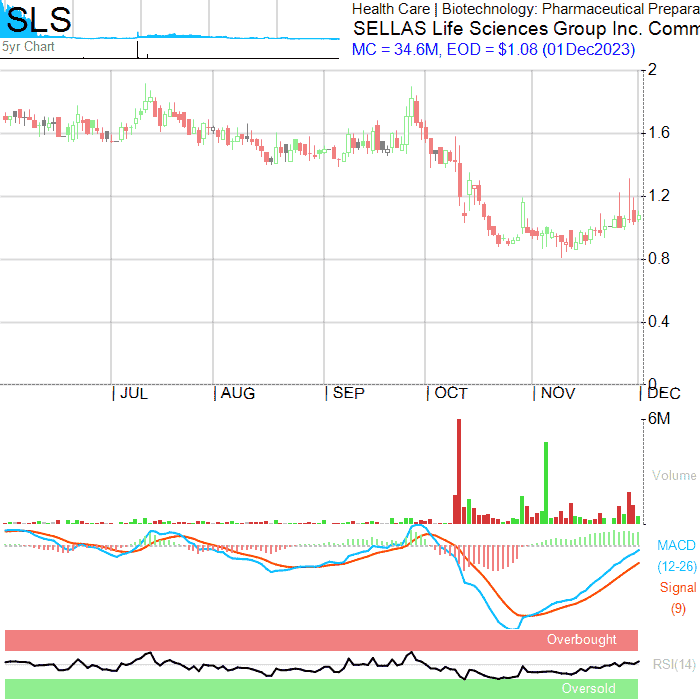 SLS
5yr Chart
Health Care | Biotechnology: Pharmaceutical Prepara
SELLAS Life Sciences Group Inc. Comm
MC = 34.6M, EOD = $1.08 (01Dec2023)
2
1.6
1.2
0.8
0.4
0
JUL AUG SEP OCT NOV DEC
6M
Volume
MACD
(12-26)
Signal
(9)
Overbought
RSI(14)
Oversold